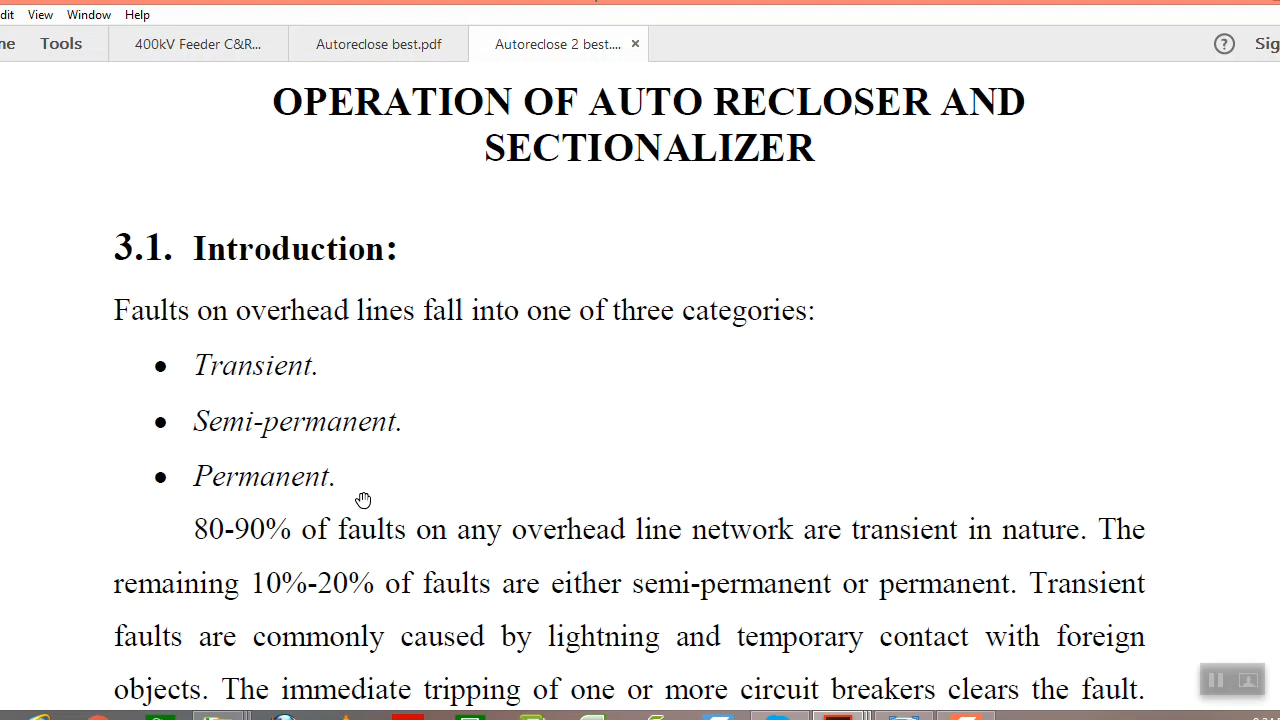 dit View Window Help
ne Tools 400kV Feeder C&R... Autoreclose best.pdf Autoreclose 2 best.... × ? Sig
OPERATION OF AUTO RECLOSER AND
SECTIONALIZER
3.1. Introduction:
Faults on overhead lines fall into one of three categories:
• Transient.
• Semi-permanent.
• Permanent.
80-90% of faults on any overhead line network are transient in nature. The
remaining 10%-20% of faults are either semi-permanent or permanent. Transient
faults are commonly caused by lightning and temporary contact with foreign
objects. The immediate tripping of one or more circuit breakers clears the fault.